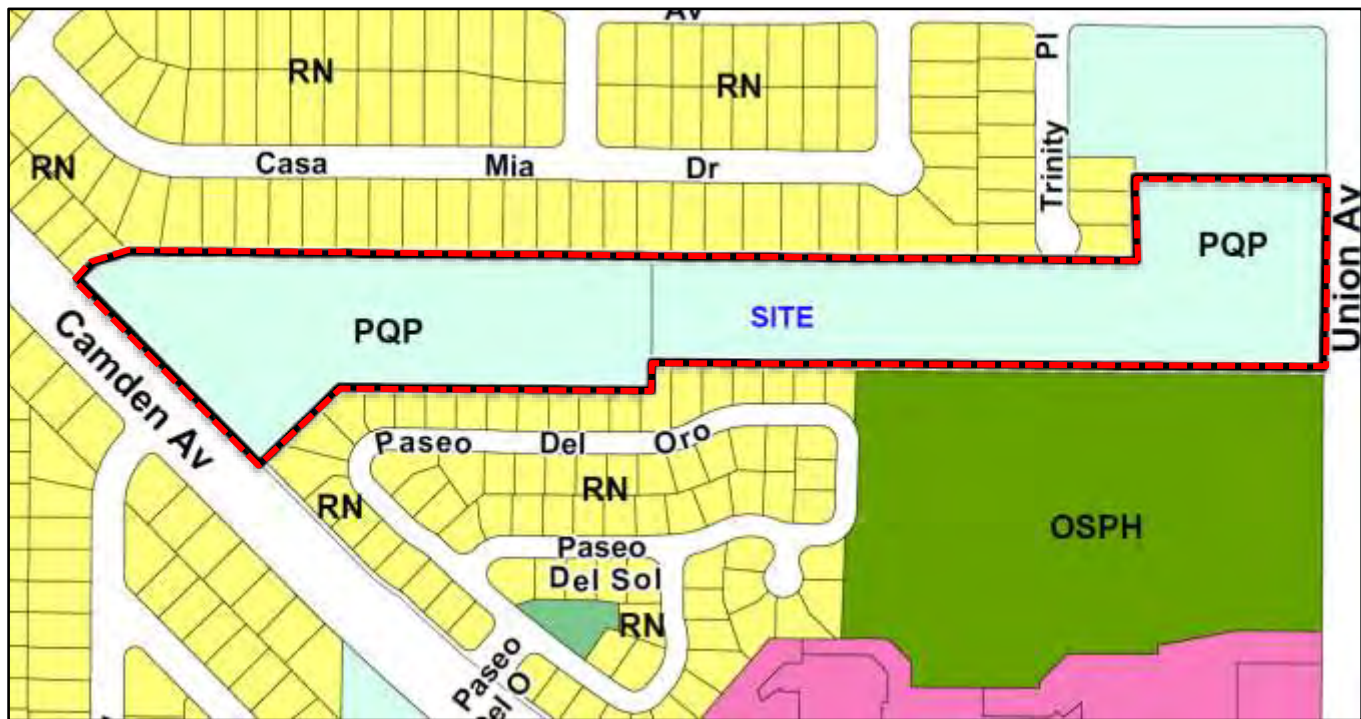 Av
RN
RN
RN
Casa Mia Dr
Trinity Pl
PQP
Union Av
SITE
PQP
Camden Av
Paseo Del Oro
RN
RN
OSPH
Paseo
Del Sol
RN
Paseo
Del O